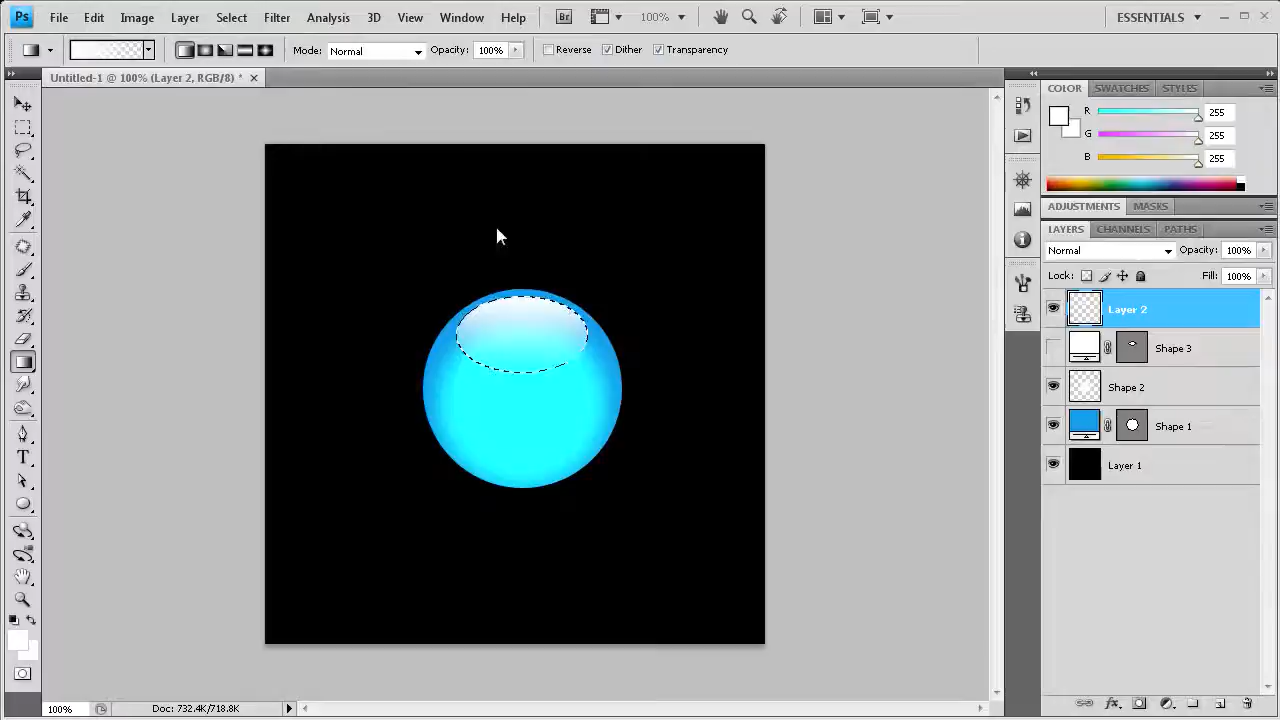 Ps File Edit Image Layer Select Filter Analysis 3D View Window Help Br 100% ESSENTIALS
Mode: Normal Opacity: 100% Reverse Dither Transparency
Untitled-1 @ 100% (Layer 2, RGB/8) *
COLOR SWATCHES STYLES
R 255
G 255
B 255
ADJUSTMENTS MASKS
LAYERS CHANNELS PATHS
Normal Opacity: 100%
Lock: Fill: 100%
Layer 2
Shape 3
Shape 2
Shape 1
Layer 1
T
fx
100% Doc: 732.4K/718.8K